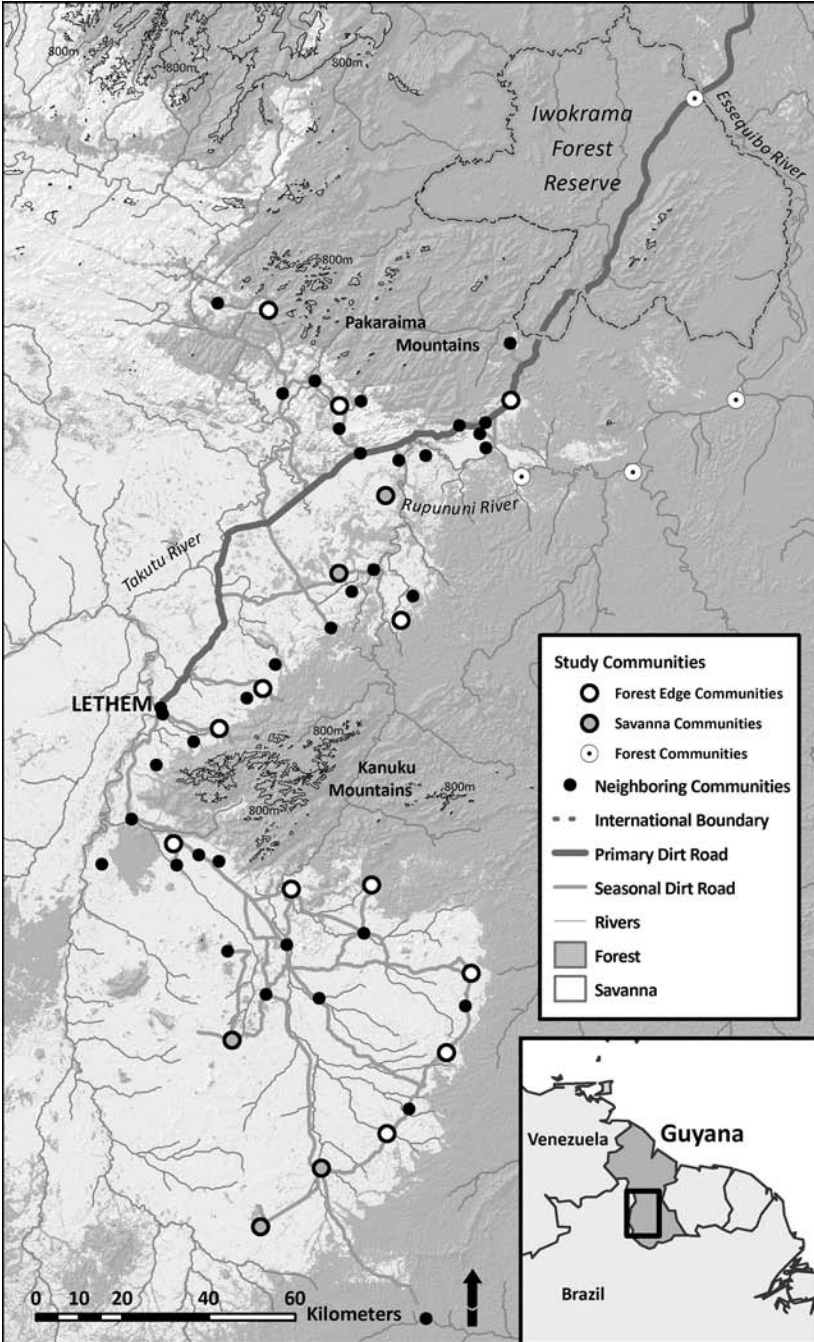 800m
800m
800m
Iwokrama
Forest
Reserve
Essequibo River
800m
Pakaraima
Mountains
Rupununi River
Takutu River
LETHEM
800m
Kanuku
Mountains
800m
800m
Study Communities
Forest Edge Communities
Savanna Communities
Forest Communities
Neighboring Communities
International Boundary
Primary Dirt Road
Seasonal Dirt Road
Rivers
Forest
Savanna
Venezuela
Guyana
Brazil
0 10 20 40 60
Kilometers